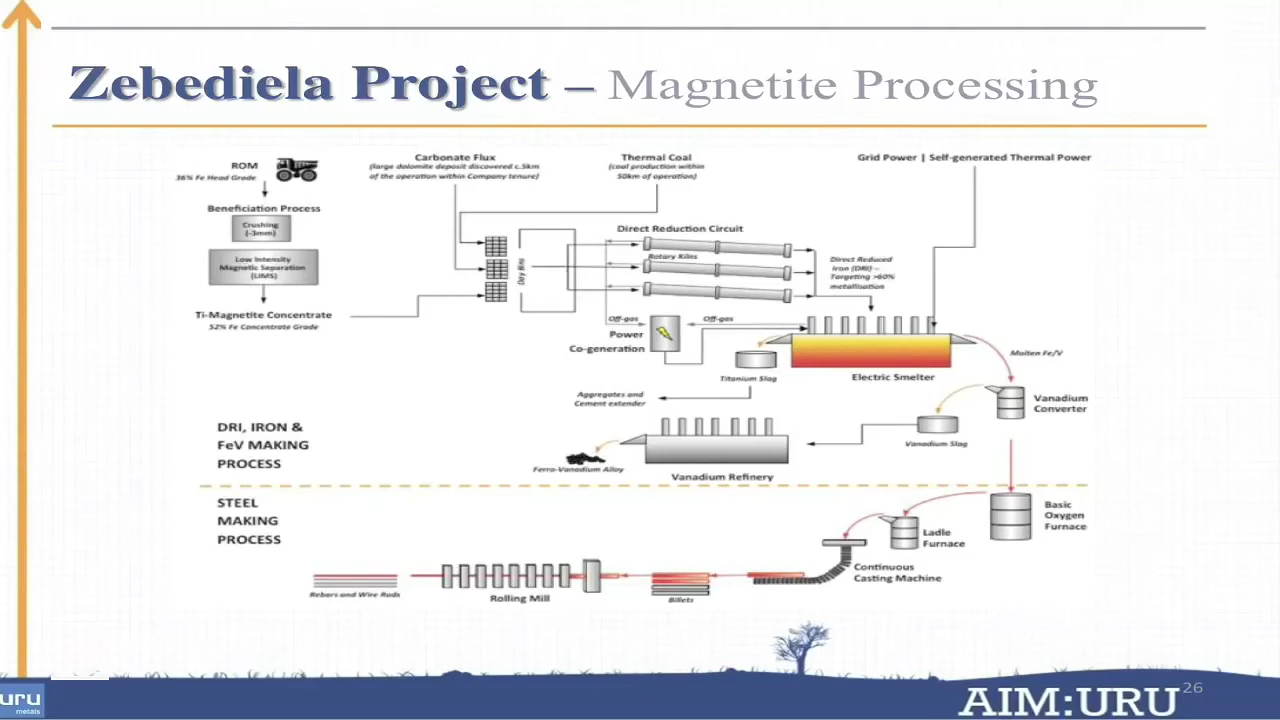 Zebediela Project – Magnetite Processing
ROM
36% Fe Head Grade
Beneficiation Process
Crushing
(-3mm)
Low Intensity
Magnetic Separation
(LIMS)
Ti-Magnetite Concentrate
52% Fe Concentrate Grade
Carbonate Flux
(large dolomite deposit discovered c.5km
of the operation within Company tenure)
Thermal Coal
(coal production within
50km of operation)
Grid Power | Self-generated Thermal Power
Dry Bins
Direct Reduction Circuit
Rotary Kilns
Direct Reduced
Iron (DRI) –
Targeting >60%
metallisation
Off-gas
Off-gas
Power
Co-generation
Titanium Slag
Electric Smelter
Molten Fe/V
Aggregates and
Cement extender
Vanadium
Converter
Vanadium Slag
Ferro-Vanadium Alloy
Vanadium Refinery
DRI, IRON &
FeV MAKING
PROCESS
STEEL
MAKING
PROCESS
Basic
Oxygen
Furnace
Ladle
Furnace
Continuous
Casting Machine
Billets
Rolling Mill
Rebars and Wire Rods
uru
metals
AIM:URU
26